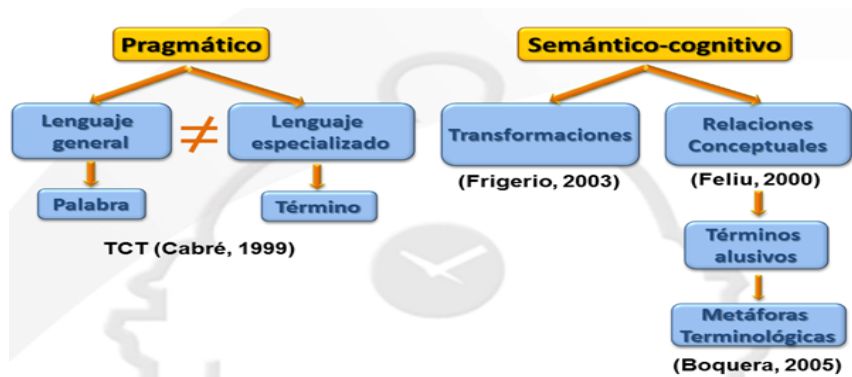 Pragmático
Lenguaje
general
≠
Lenguaje
especializado
Palabra
Término
TCT (Cabré, 1999)
Semántico-cognitivo
Transformaciones
(Frigerio, 2003)
Relaciones
Conceptuales
(Feliu, 2000)
Términos
alusivos
Metáforas
Terminológicas
(Boquera, 2005)